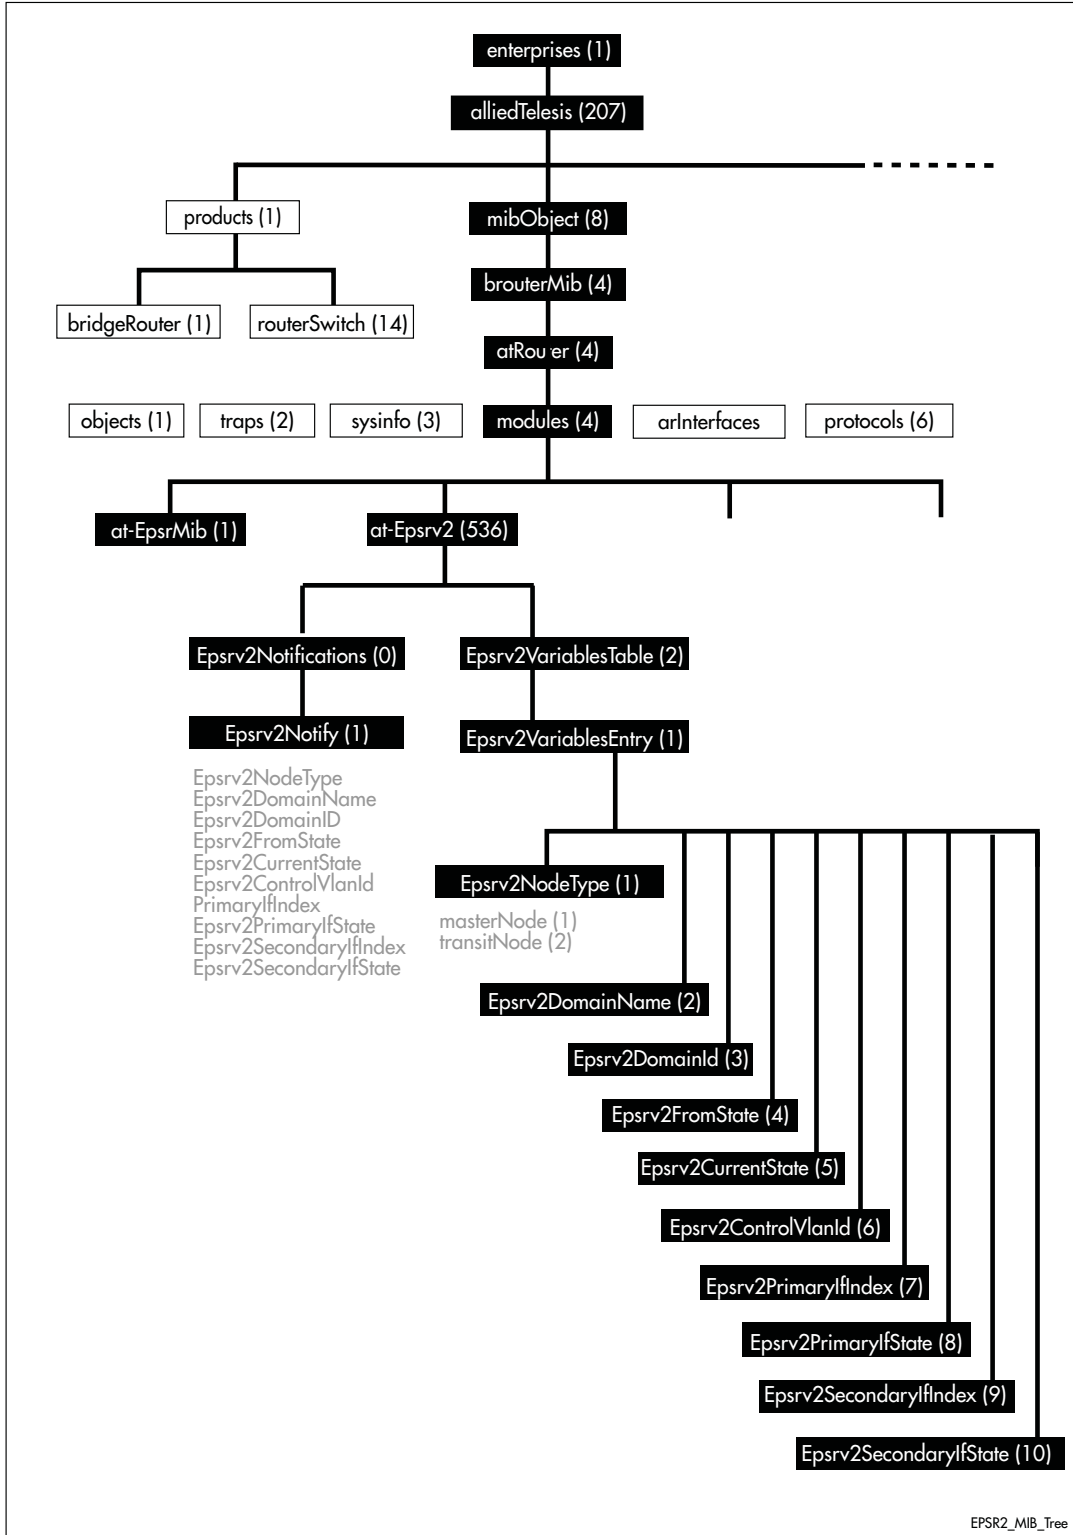 enterprises (1)
alliedTelesis (207)
products (1)
mibObject (8)
brouterMib (4)
bridgeRouter (1)
routerSwitch (14)
atRouter (4)
objects (1)
traps (2)
sysinfo (3)
modules (4)
arInterfaces
protocols (6)
at-EpsrMib (1)
at-Epsrv2 (536)
Epsrv2Notifications (0)
Epsrv2VariablesTable (2)
Epsrv2Notify (1)
Epsrv2VariablesEntry (1)
Epsrv2NodeType
Epsrv2DomainName
Epsrv2DomainID
Epsrv2FromState
Epsrv2CurrentState
Epsrv2ControlVlanId
PrimaryIfIndex
Epsrv2PrimaryIfState
Epsrv2SecondaryIfIndex
Epsrv2SecondaryIfState
Epsrv2NodeType (1)
masterNode (1)
transitNode (2)
Epsrv2DomainName (2)
Epsrv2DomainId (3)
Epsrv2FromState (4)
Epsrv2CurrentState (5)
Epsrv2ControlVlanId (6)
Epsrv2PrimaryIfIndex (7)
Epsrv2PrimaryIfState (8)
Epsrv2SecondaryIfIndex (9)
Epsrv2SecondaryIfState (10)
EPSR2_MIB_Tree